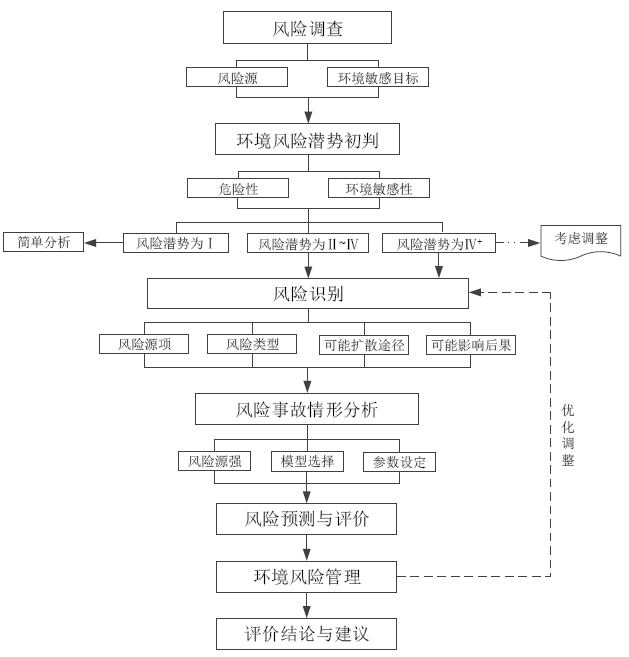 风险调查
风险源
环境敏感目标
环境风险潜势初判
危险性
环境敏感性
简单分析
风险潜势为Ⅰ
风险潜势为Ⅱ~Ⅳ
风险潜势为Ⅳ⁺
考虑调整
风险识别
风险源项
风险类型
可能扩散途径
可能影响后果
风险事故情形分析
优化调整
风险源强
模型选择
参数设定
风险预测与评价
环境风险管理
评价结论与建议